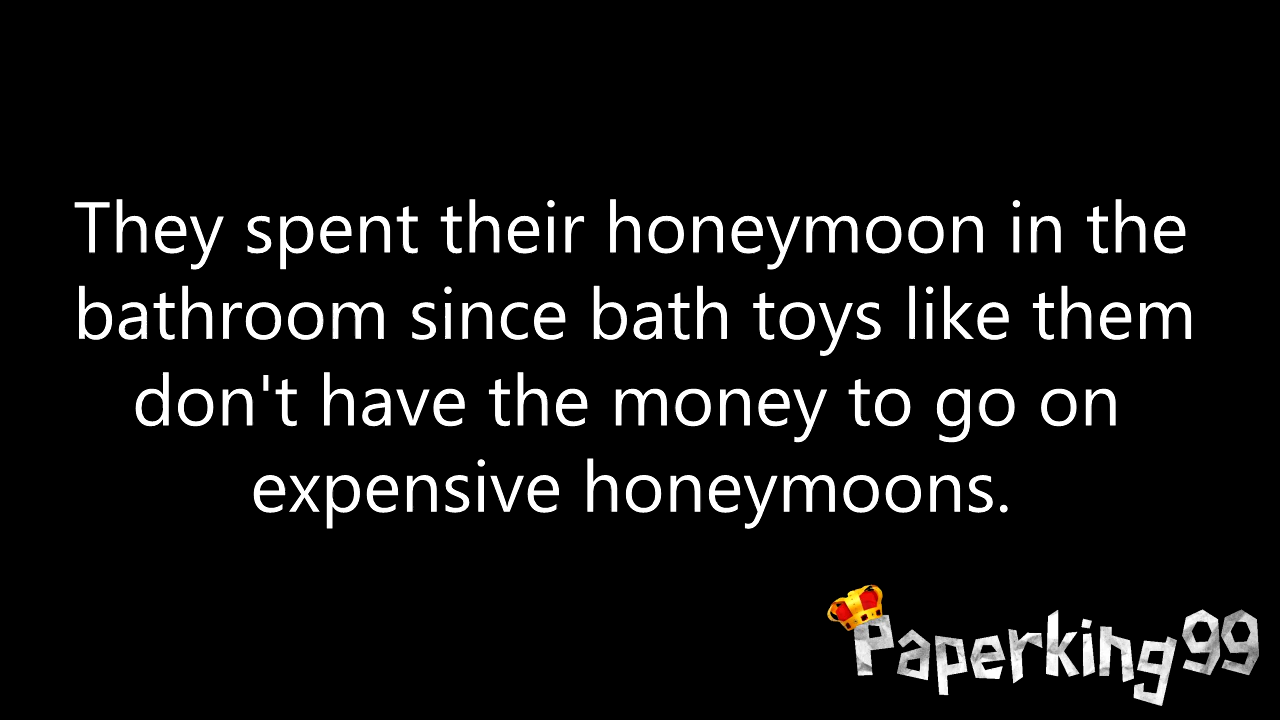 They spent their honeymoon in the
bathroom since bath toys like them
don't have the money to go on
expensive honeymoons.
Paperking99